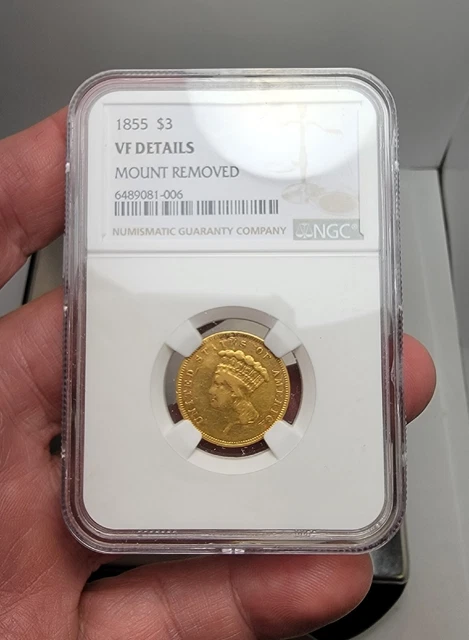 1855 $3
VF DETAILS
MOUNT REMOVED
6489081-006
NUMISMATIC GUARANTY COMPANY
NGC
UNITED STATES OF AMERICA